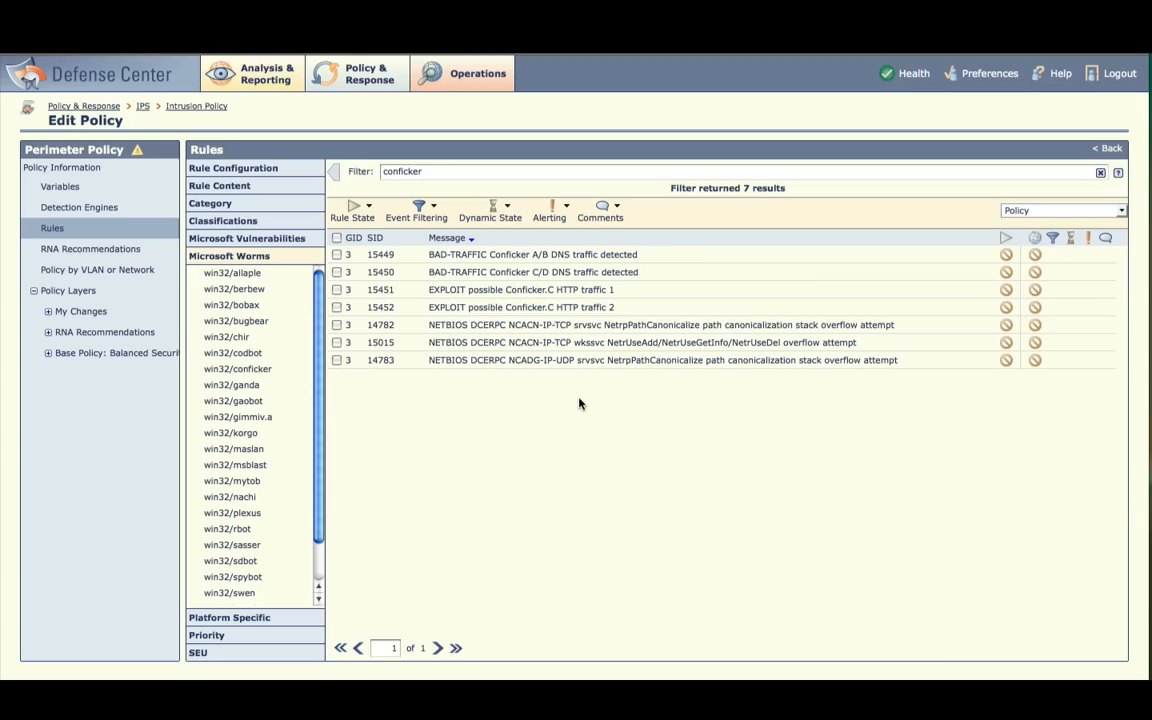 Defense Center
Analysis & Reporting
Policy & Response
Operations
Health
Preferences
Help
Logout
Policy & Response > IPS > Intrusion Policy
Edit Policy
Perimeter Policy
Policy Information
Variables
Detection Engines
Rules
RNA Recommendations
Policy by VLAN or Network
Policy Layers
My Changes
RNA Recommendations
Base Policy: Balanced Securit
Rules
< Back
Rule Configuration
Rule Content
Category
Classifications
Microsoft Vulnerabilities
Microsoft Worms
win32/allaple
win32/berbew
win32/bobax
win32/bugbear
win32/chir
win32/codbot
win32/conficker
win32/ganda
win32/gaobot
win32/gimmiv.a
win32/korgo
win32/maslan
win32/msblast
win32/mytob
win32/nachi
win32/plexus
win32/rbot
win32/sasser
win32/sdbot
win32/spybot
win32/swen
Platform Specific
Priority
SEU
Filter: conficker
Filter returned 7 results
Rule State
Event Filtering
Dynamic State
Alerting
Comments
Policy
GID SID Message
3 15449 BAD-TRAFFIC Conficker A/B DNS traffic detected
3 15450 BAD-TRAFFIC Conficker C/D DNS traffic detected
3 15451 EXPLOIT possible Conficker.C HTTP traffic 1
3 15452 EXPLOIT possible Conficker.C HTTP traffic 2
3 14782 NETBIOS DCERPC NCACN-IP-TCP srvsvc NetrpPathCanonicalize path canonicalization stack overflow attempt
3 15015 NETBIOS DCERPC NCACN-IP-TCP wkssvc NetrUseAdd/NetrUseGetInfo/NetrUseDel overflow attempt
3 14783 NETBIOS DCERPC NCADG-IP-UDP srvsvc NetrpPathCanonicalize path canonicalization stack overflow attempt
1 of 1